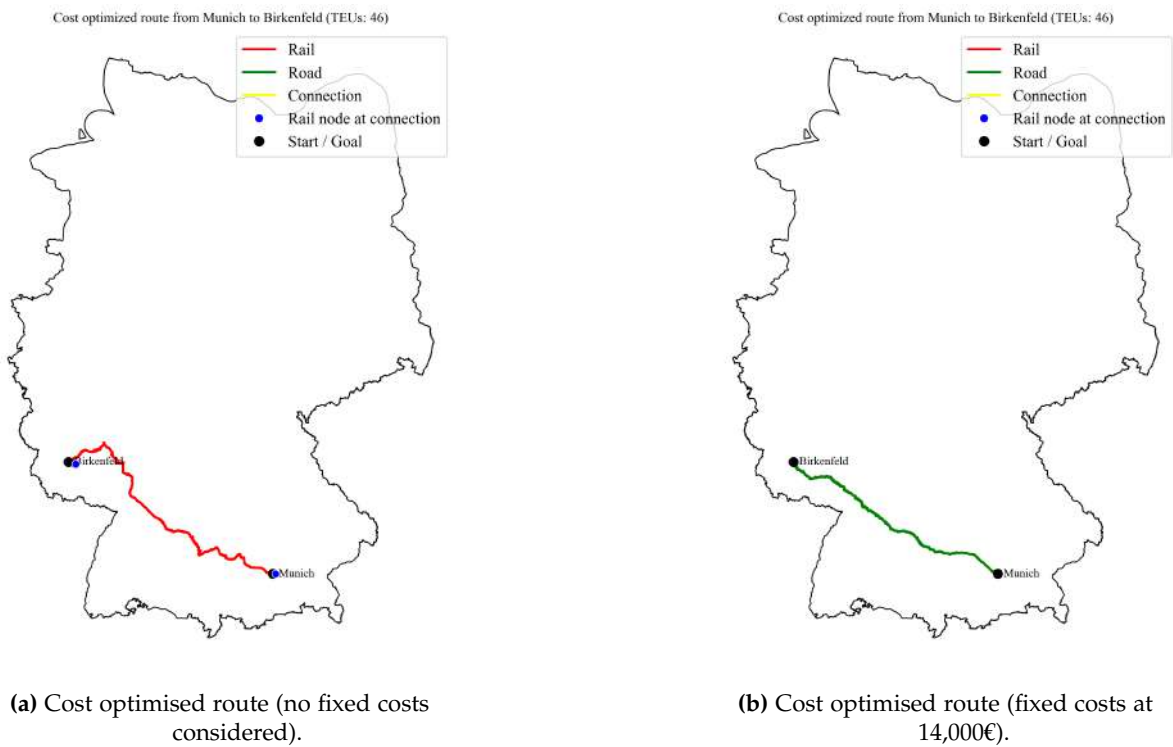 Cost optimized route from Munich to Birkenfeld (TEUs: 46)
Rail
Road
Connection
Rail node at connection
Start / Goal
Birkenfeld
Munich
(a) Cost optimised route (no fixed costs
considered).
Cost optimized route from Munich to Birkenfeld (TEUs: 46)
Rail
Road
Connection
Rail node at connection
Start / Goal
Birkenfeld
Munich
(b) Cost optimised route (fixed costs at
14,000€).